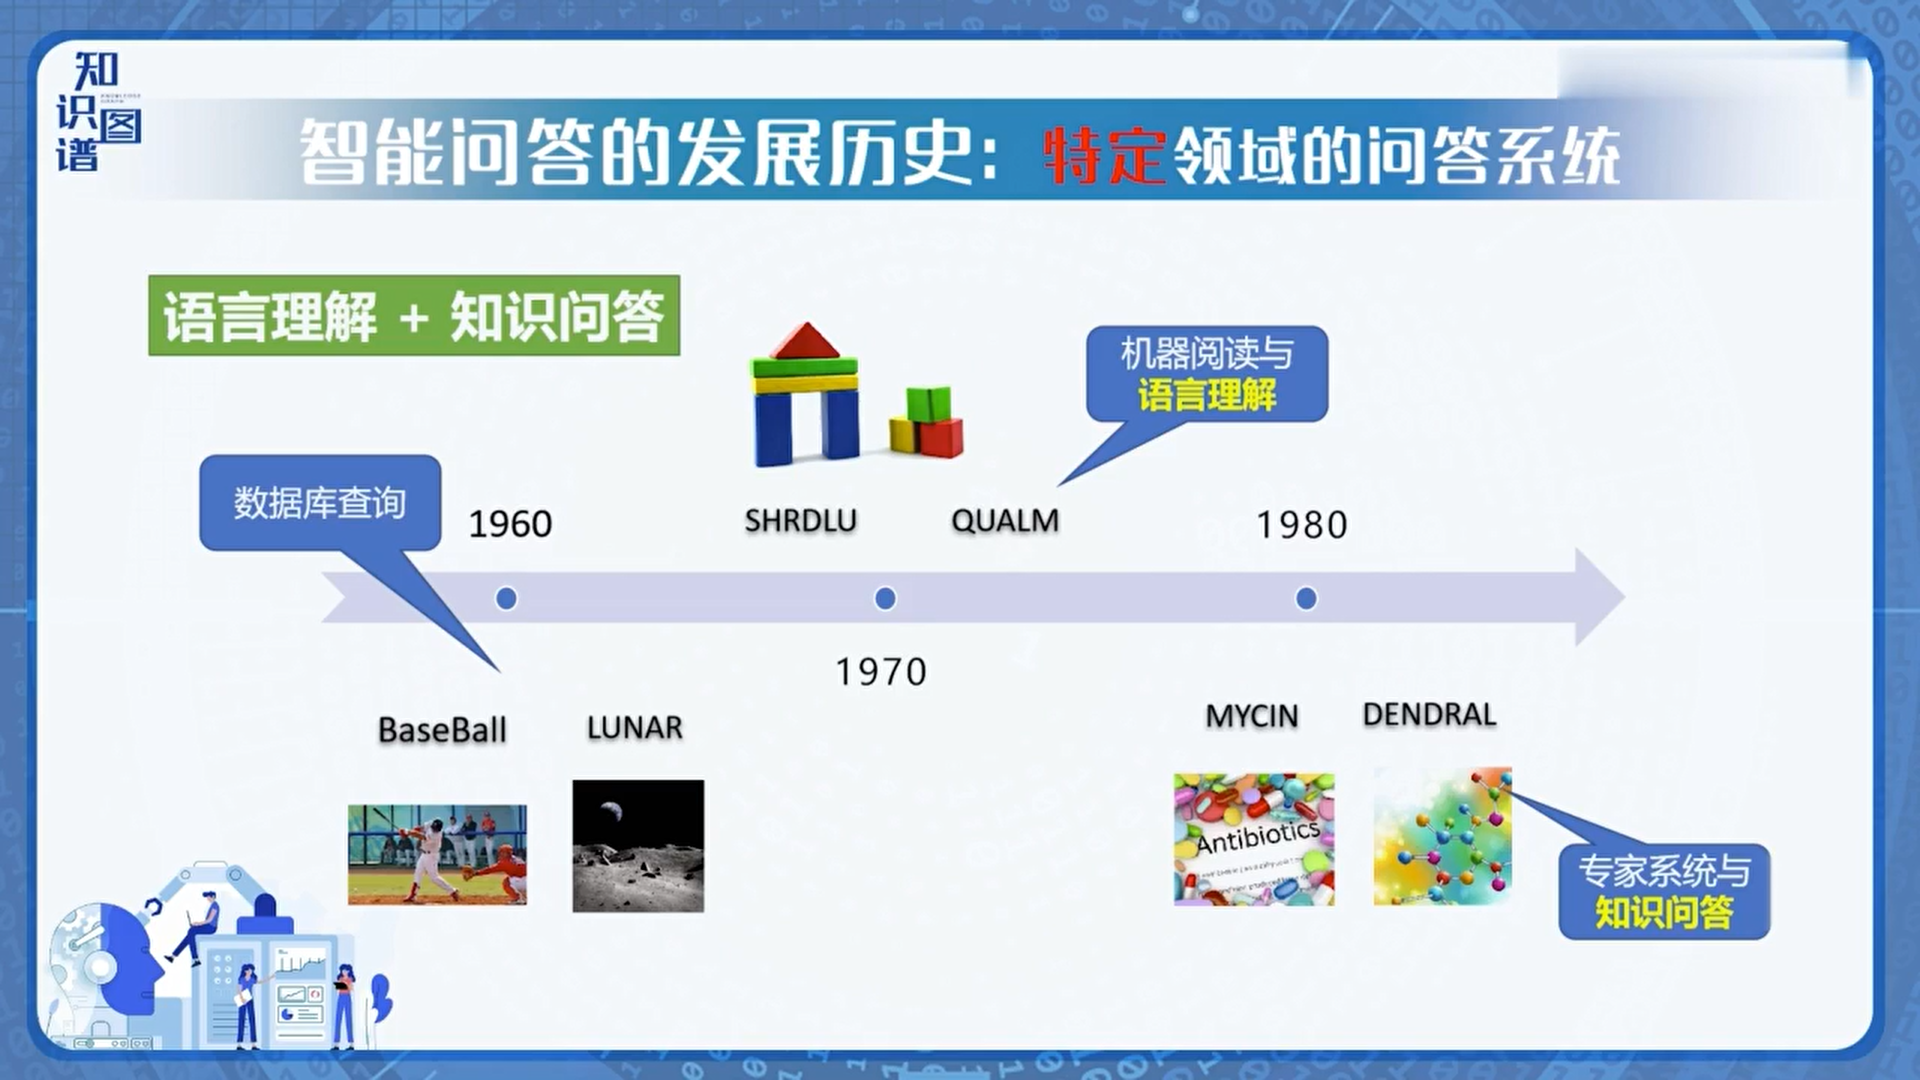 知识图谱
智能问答的发展历史：特定领域的问答系统
语言理解 + 知识问答
机器阅读与
语言理解
数据库查询
1960
SHRDLU
QUALM
1980
1970
BaseBall
LUNAR
MYCIN
DENDRAL
Antibiotics
专家系统与
知识问答